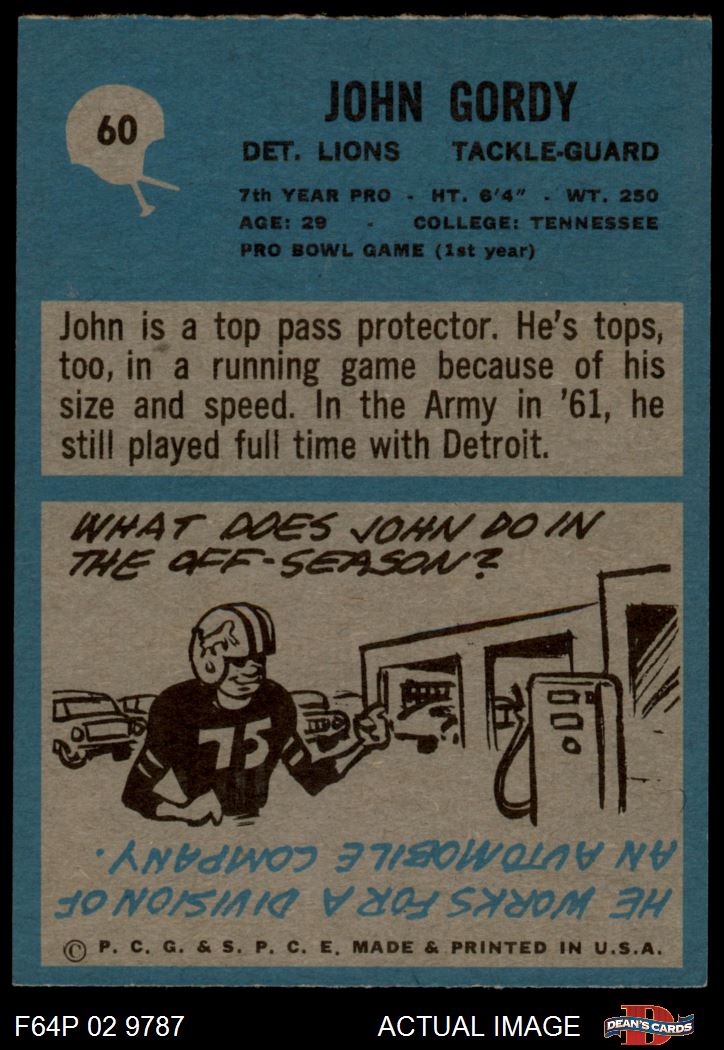 60
JOHN GORDY
DET. LIONS TACKLE-GUARD
7th YEAR PRO - HT. 6'4" - WT. 250
AGE: 29 - COLLEGE: TENNESSEE
PRO BOWL GAME (1st year)
John is a top pass protector. He's tops,
too, in a running game because of his
size and speed. In the Army in '61, he
still played full time with Detroit.
WHAT DOES JOHN DO IN
THE OFF-SEASON?
75
HE WORKS FOR A DIVISION OF
AN AUTOMOBILE COMPANY.
© P. C. G. & S. P. C. E. MADE & PRINTED IN U.S.A.
F64P 02 9787 ACTUAL IMAGE
D
DEAN'S CARDS